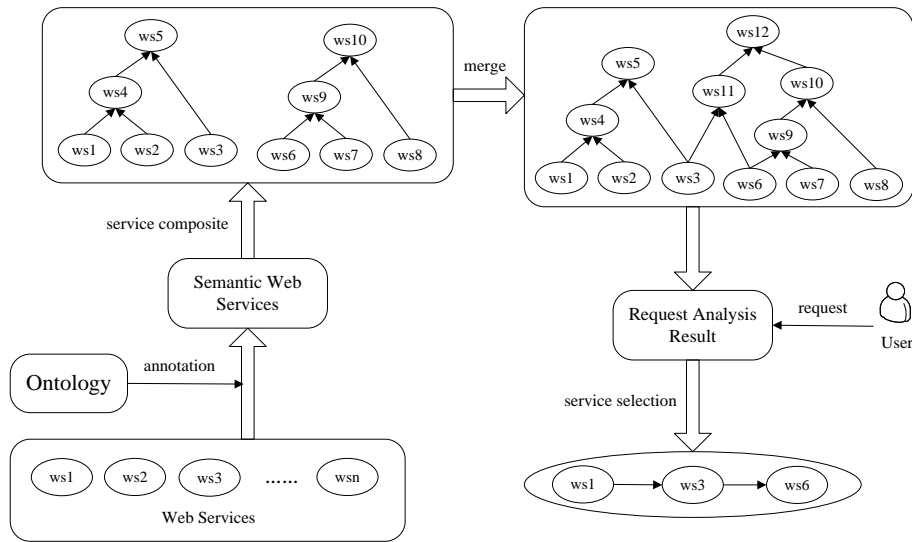 ws5
ws10
ws4
ws9
ws1 ws2 ws3 ws6 ws7 ws8
merge
ws12
ws5
ws11 ws10
ws4
ws9
ws1 ws2 ws3 ws6 ws7 ws8
service composite
Semantic Web
Services
Ontology
annotation
ws1 ws2 ws3 ...... wsn
Web Services
Request Analysis
Result
request
User
service selection
ws1 ws3 ws6